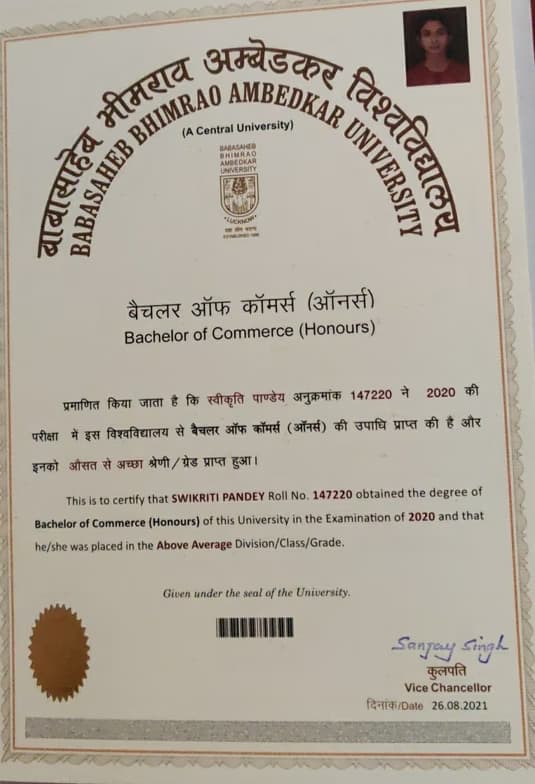 बाबासाहेब भीमराव अम्बेडकर विश्वविद्यालय
BABASAHEB BHIMRAO AMBEDKAR UNIVERSITY
(A Central University)
BABASAHEB
BHIMRAO
AMBEDKAR
UNIVERSITY
LUCKNOW
बैचलर ऑफ कॉमर्स (ऑनर्स)
Bachelor of Commerce (Honours)
प्रमाणित किया जाता है कि स्वीकृति पाण्डेय अनुक्रमांक 147220 ने 2020 की
परीक्षा में इस विश्वविद्यालय से बैचलर ऑफ कॉमर्स (ऑनर्स) की उपाधि प्राप्त की है और
इनको औसत से अच्छा श्रेणी/ग्रेड प्राप्त हुआ।
This is to certify that SWIKRITI PANDEY Roll No. 147220 obtained the degree of
Bachelor of Commerce (Honours) of this University in the Examination of 2020 and that
he/she was placed in the Above Average Division/Class/Grade.
Given under the seal of the University.
Sanjay Singh
कुलपति
Vice Chancellor
दिनांक/Date 26.08.2021